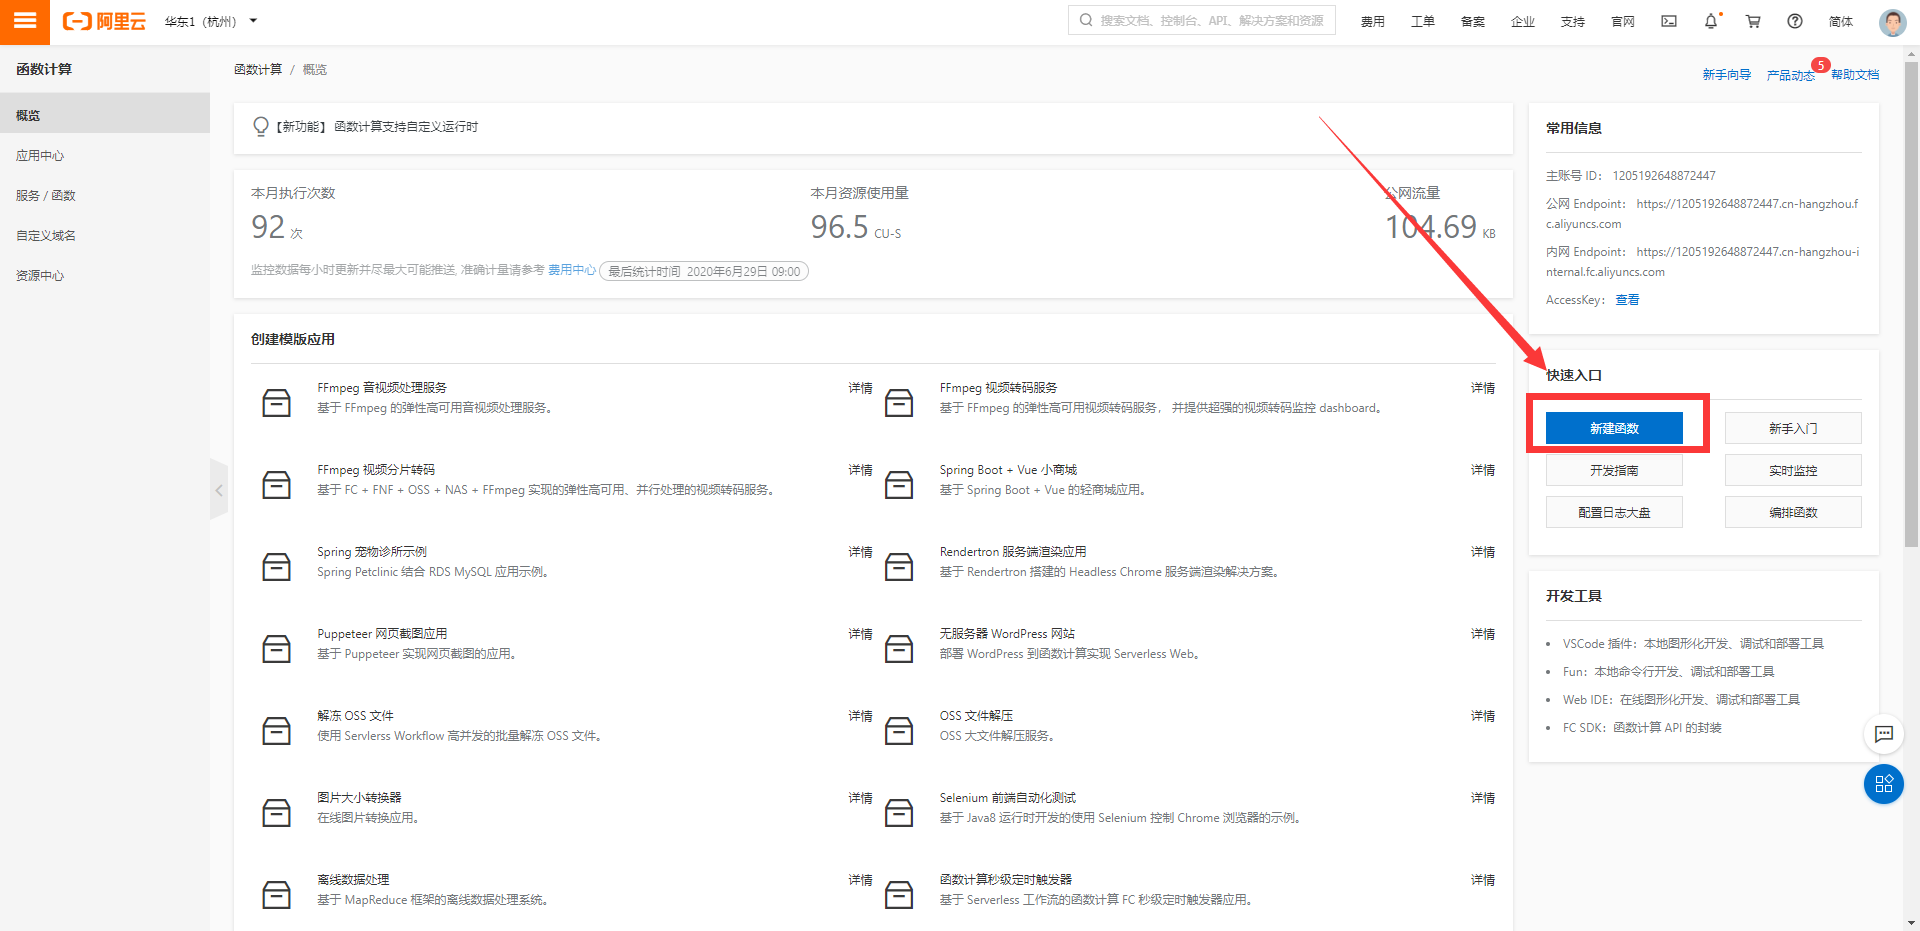 阿里云
华东1（杭州）
搜索文档、控制台、API、解决方案和资源
费用
工单
备案
企业
支持
官网
简体
函数计算
概览
应用中心
服务 / 函数
自定义域名
资源中心
函数计算 / 概览
新手向导
产品动态
5
帮助文档
【新功能】 函数计算支持自定义运行时
本月执行次数
92 次
本月资源使用量
96.5 CU-S
公网流量
104.69 KB
监控数据每小时更新并尽最大可能推送, 准确计量请参考 费用中心
最后统计时间 2020年6月29日 09:00
创建模版应用
FFmpeg 音视频处理服务
详情
基于 FFmpeg 的弹性高可用音视频处理服务。
FFmpeg 视频转码服务
详情
基于 FFmpeg 的弹性高可用视频转码服务， 并提供超强的视频转码监控 dashboard。
FFmpeg 视频分片转码
详情
基于 FC + FNF + OSS + NAS + FFmpeg 实现的弹性高可用、并行处理的视频转码服务。
Spring Boot + Vue 小商城
详情
基于 Spring Boot + Vue 的轻商城应用。
Spring 宠物诊所示例
详情
Spring Petclinic 结合 RDS MySQL 应用示例。
Rendertron 服务端渲染应用
详情
基于 Rendertron 搭建的 Headless Chrome 服务端渲染解决方案。
Puppeteer 网页截图应用
详情
基于 Puppeteer 实现网页截图的应用。
无服务器 WordPress 网站
详情
部署 WordPress 到函数计算实现 Serverless Web。
解冻 OSS 文件
详情
使用 Servlerss Workflow 高并发的批量解冻 OSS 文件。
OSS 文件解压
详情
OSS 大文件解压服务。
图片大小转换器
详情
在线图片转换应用。
Selenium 前端自动化测试
详情
基于 Java8 运行时开发的使用 Selenium 控制 Chrome 浏览器的示例。
离线数据处理
详情
基于 MapReduce 框架的离线数据处理系统。
函数计算秒级定时触发器
详情
基于 Serverless 工作流的函数计算 FC 秒级定时触发器应用。
常用信息
主账号 ID： 1205192648872447
公网 Endpoint： https://1205192648872447.cn-hangzhou.f
c.aliyuncs.com
内网 Endpoint： https://1205192648872447.cn-hangzhou-i
nternal.fc.aliyuncs.com
AccessKey： 查看
快速入口
新建函数
新手入门
开发指南
实时监控
配置日志大盘
编排函数
开发工具
VSCode 插件：本地图形化开发、调试和部署工具
Fun：本地命令行开发、调试和部署工具
Web IDE：在线图形化开发、调试和部署工具
FC SDK：函数计算 API 的封装